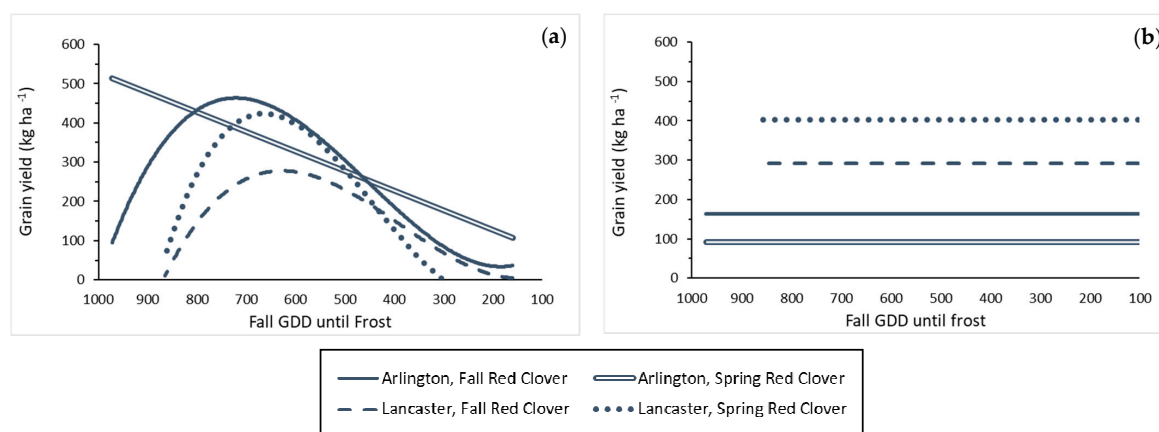 (a)
600
500
400
300
200
100
0
Grain yield (kg ha -1)
1000 900 800 700 600 500 400 300 200 100
Fall GDD until Frost
(b)
600
500
400
300
200
100
0
Grain yield (kg ha -1)
1000 900 800 700 600 500 400 300 200 100
Fall GDD until frost
Arlington, Fall Red Clover
Arlington, Spring Red Clover
Lancaster, Fall Red Clover
Lancaster, Spring Red Clover